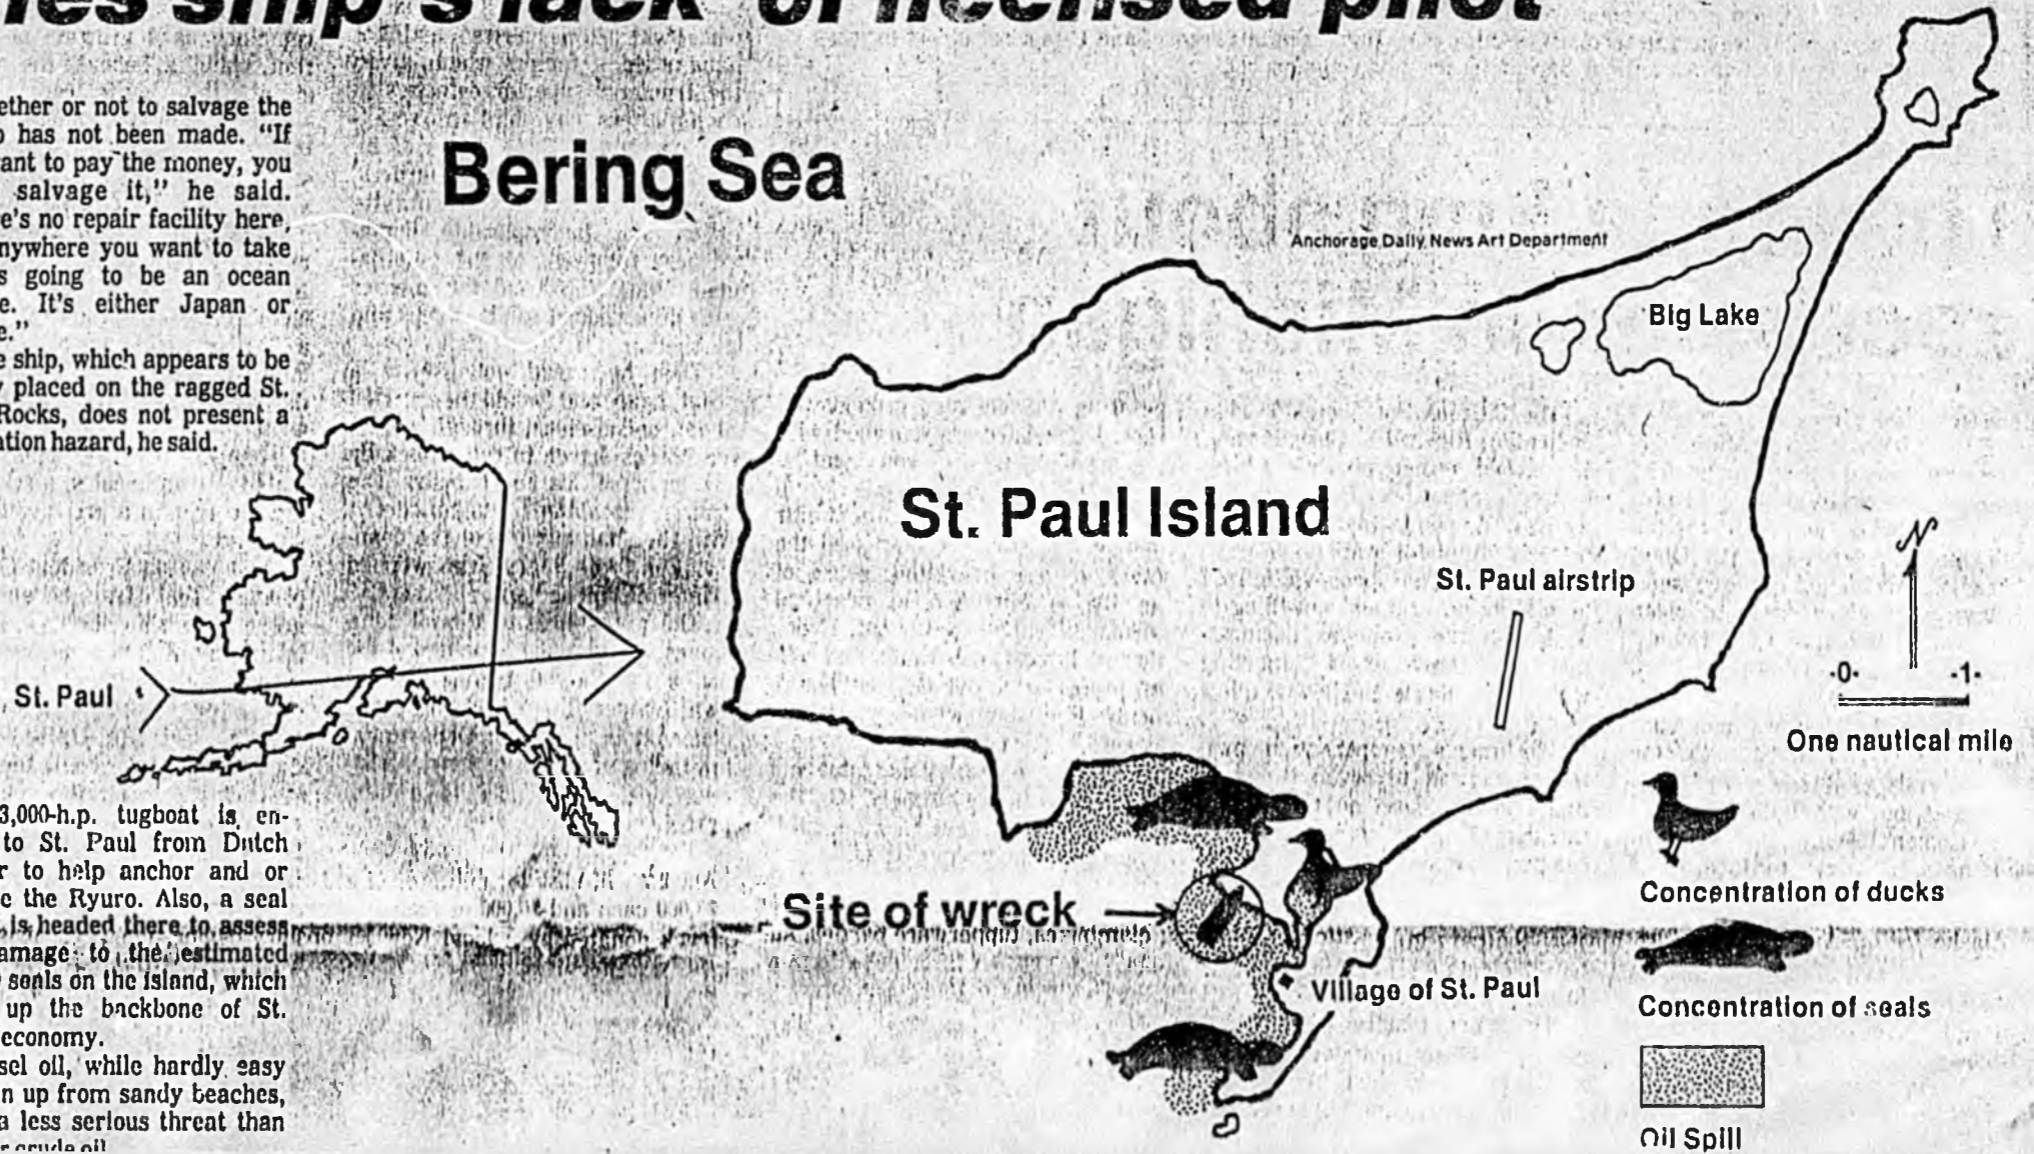 ship's lack of licensed pilot
ether or not to salvage the
has not been made. "If
ant to pay the money, you
salvage it," he said.
e's no repair facility here,
nywhere you want to take
s going to be an ocean
e. It's either Japan or
e."
e ship, which appears to be
y placed on the ragged St.
Rocks, does not present a
ation hazard, he said.
Bering Sea
Anchorage Daily News Art Department
Big Lake
St. Paul Island
St. Paul airstrip
N
-0- -1-
One nautical mile
St. Paul
3,000-h.p. tugboat is en-
to St. Paul from Dutch
r to help anchor and or
e the Ryuro. Also, a seal
is headed there to assess
amage to the estimated
seals on the island, which
up the backbone of St.
economy.
sel oil, while hardly easy
n up from sandy beaches,
a less serious threat than
r crude oil
Site of wreck
Village of St. Paul
Concentration of ducks
Concentration of seals
Oil Spill